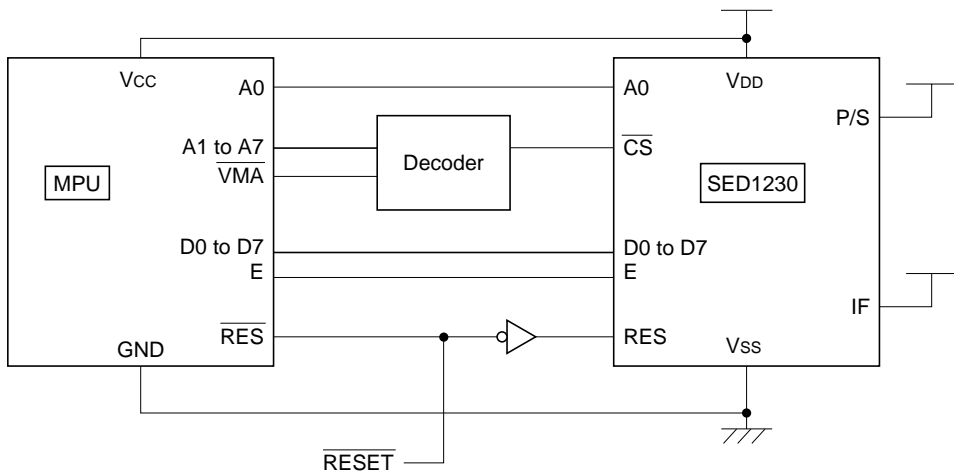 VCC
VDD
A0
A0
P/S
A1 to A7
Decoder
CS
MPU
VMA
SED1230
D0 to D7
D0 to D7
E
E
IF
RES
RES
GND
VSS
RESET